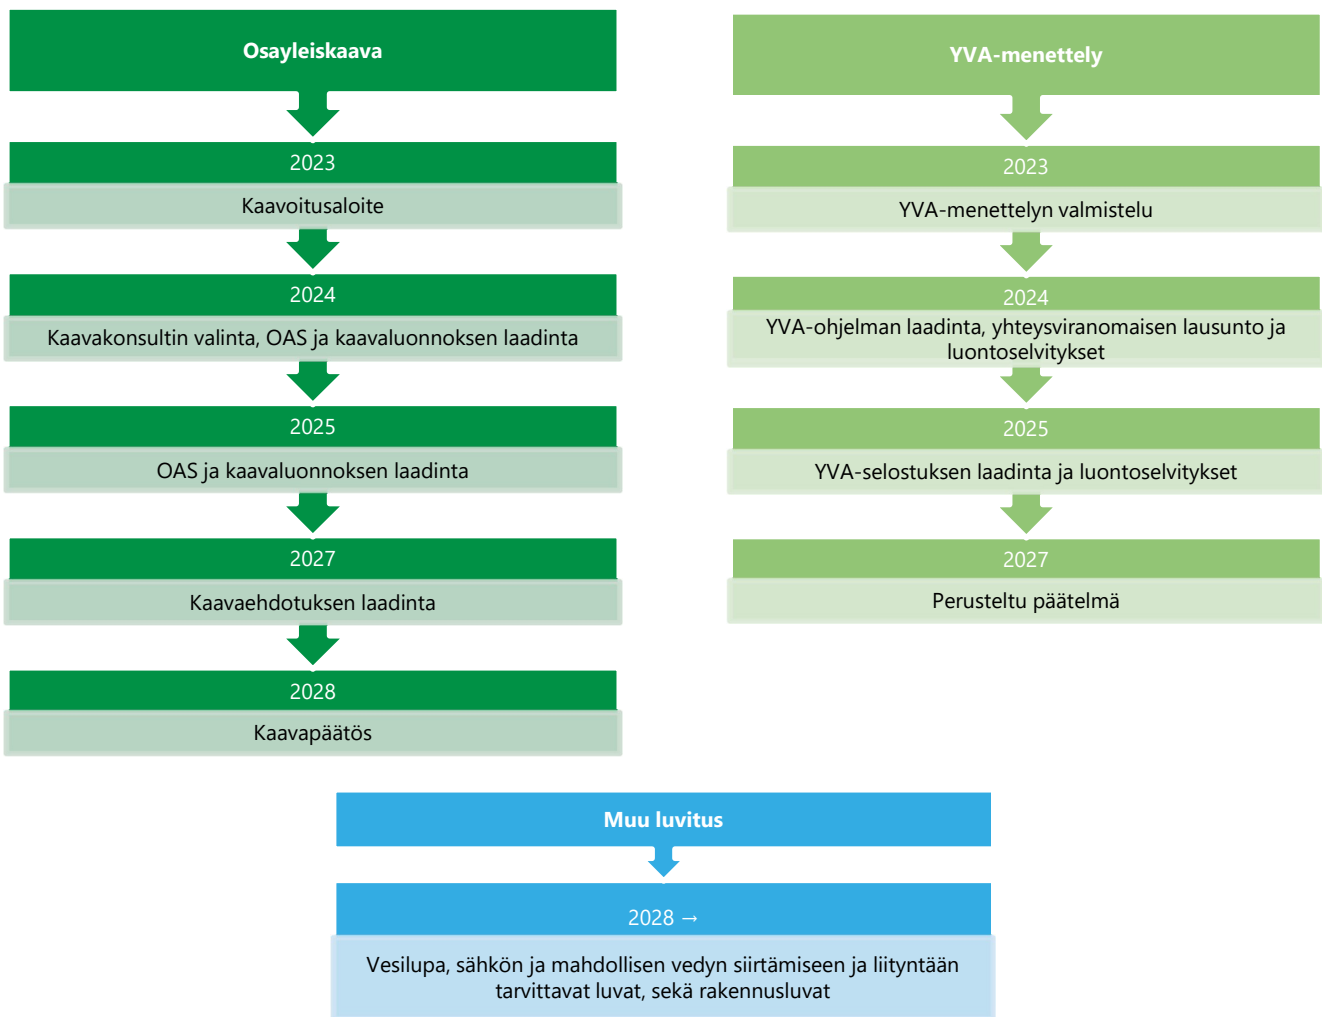 Osayleiskaava
2023
Kaavoitusaloite
2024
Kaavakonsultin valinta, OAS ja kaavaluonnoksen laadinta
2025
OAS ja kaavaluonnoksen laadinta
2027
Kaavaehdotuksen laadinta
2028
Kaavapäätös
YVA-menettely
2023
YVA-menettelyn valmistelu
2024
YVA-ohjelman laadinta, yhteysviranomaisen lausunto ja
luontoselvitykset
2025
YVA-selostuksen laadinta ja luontoselvitykset
2027
Perusteltu päätelmä
Muu luvitus
2028 →
Vesilupa, sähkön ja mahdollisen vedyn siirtämiseen ja liityntään
tarvittavat luvat, sekä rakennusluvat